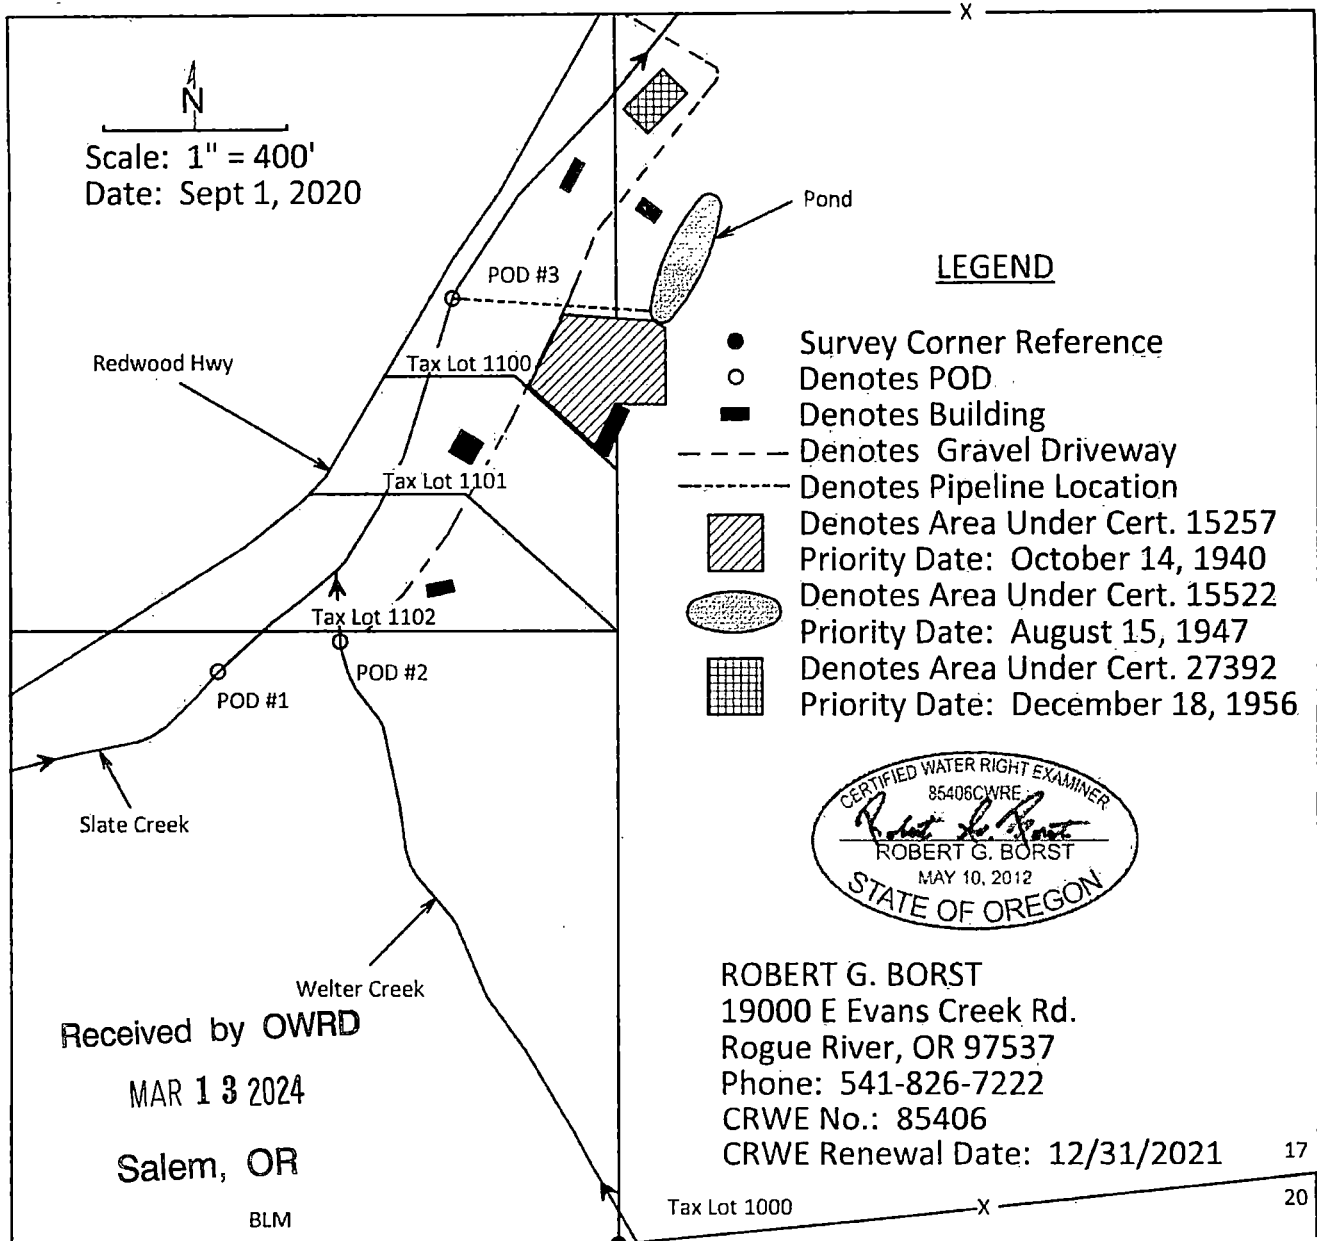 X
N
Scale: 1" = 400'
Date: Sept 1, 2020
Pond
POD #3
LEGEND
Survey Corner Reference
Denotes POD
Denotes Building
Denotes Gravel Driveway
Denotes Pipeline Location
Denotes Area Under Cert. 15257
Priority Date: October 14, 1940
Denotes Area Under Cert. 15522
Priority Date: August 15, 1947
Denotes Area Under Cert. 27392
Priority Date: December 18, 1956
Redwood Hwy
Tax Lot 1100
Tax Lot 1101
Tax Lot 1102
POD #2
POD #1
Slate Creek
Welter Creek
CERTIFIED WATER RIGHT EXAMINER
85406CWRE
Robert G. Borst
ROBERT G. BORST
MAY 10, 2012
STATE OF OREGON
ROBERT G. BORST
19000 E Evans Creek Rd.
Rogue River, OR 97537
Phone: 541-826-7222
CRWE No.: 85406
CRWE Renewal Date: 12/31/2021
Received by OWRD
MAR 13 2024
Salem, OR
BLM
Tax Lot 1000
X
17
20